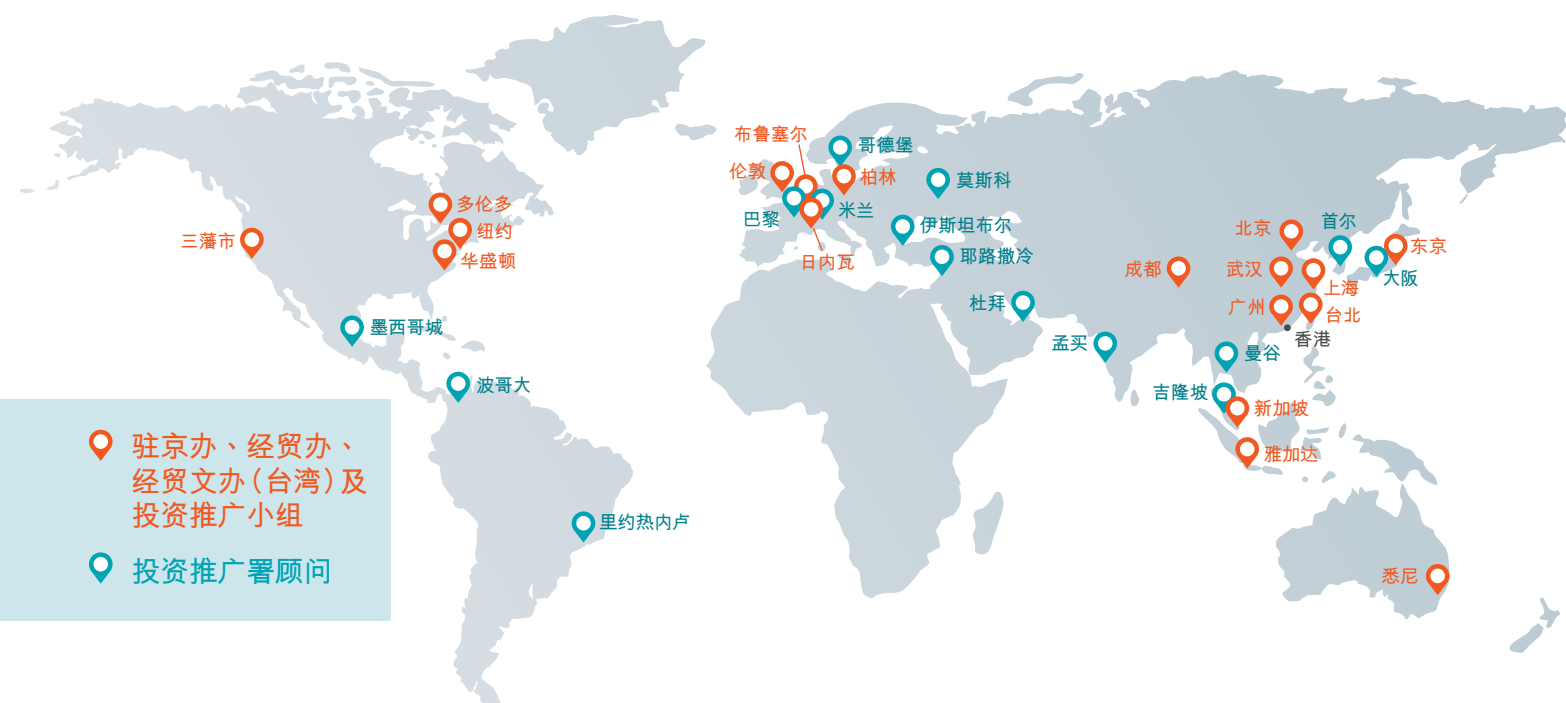 布鲁塞尔
哥德堡
伦敦
柏林
莫斯科
巴黎
米兰
伊斯坦布尔
日内瓦
耶路撒冷
多伦多
纽约
三藩市
华盛顿
墨西哥城
波哥大
里约热内卢
杜拜
孟买
成都
北京
首尔
东京
武汉
大阪
上海
广州
台北
香港
曼谷
吉隆坡
新加坡
雅加达
悉尼
驻京办、经贸办、
经贸文办(台湾)及
投资推广小组
投资推广署顾问